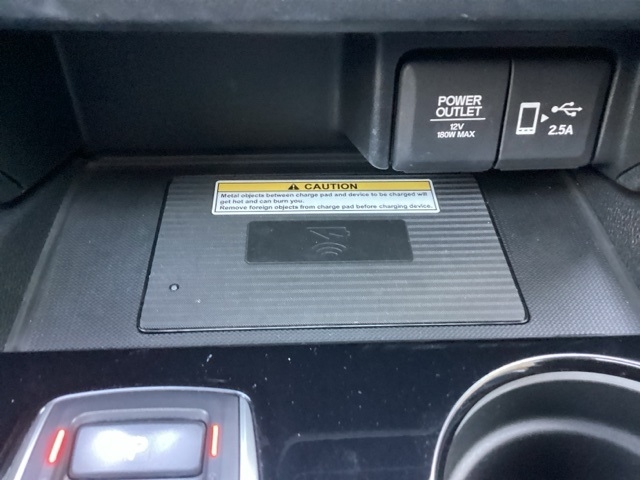 POWER
OUTLET
12V
180W MAX
2.5A
CAUTION
Metal objects between charge pad and device to be charged will
get hot and can burn you.
Remove foreign objects from charge pad before charging device.